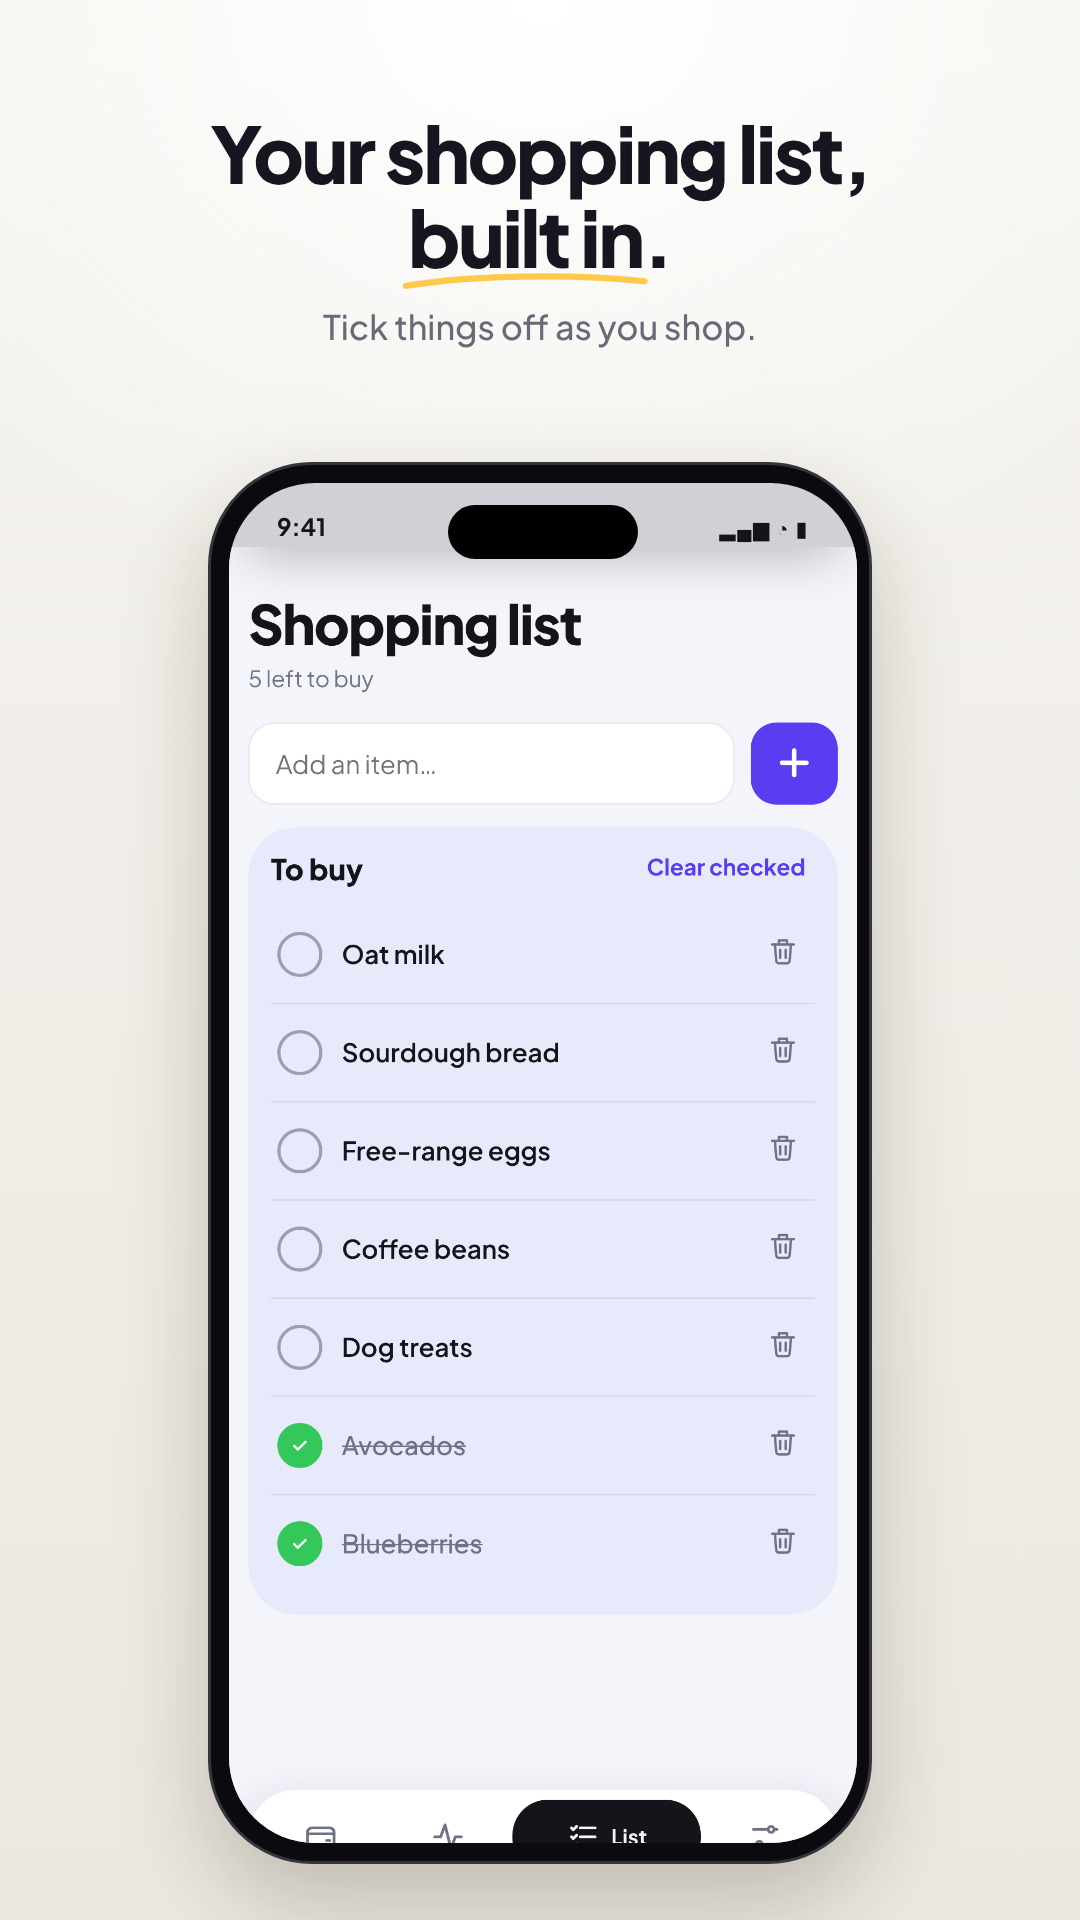 Your shopping list,
built in.
Tick things off as you shop.
9:41
Shopping list
5 left to buy
Add an item...
To buy
Clear checked
Oat milk
Sourdough bread
Free-range eggs
Coffee beans
Dog treats
Avocados
Blueberries
List